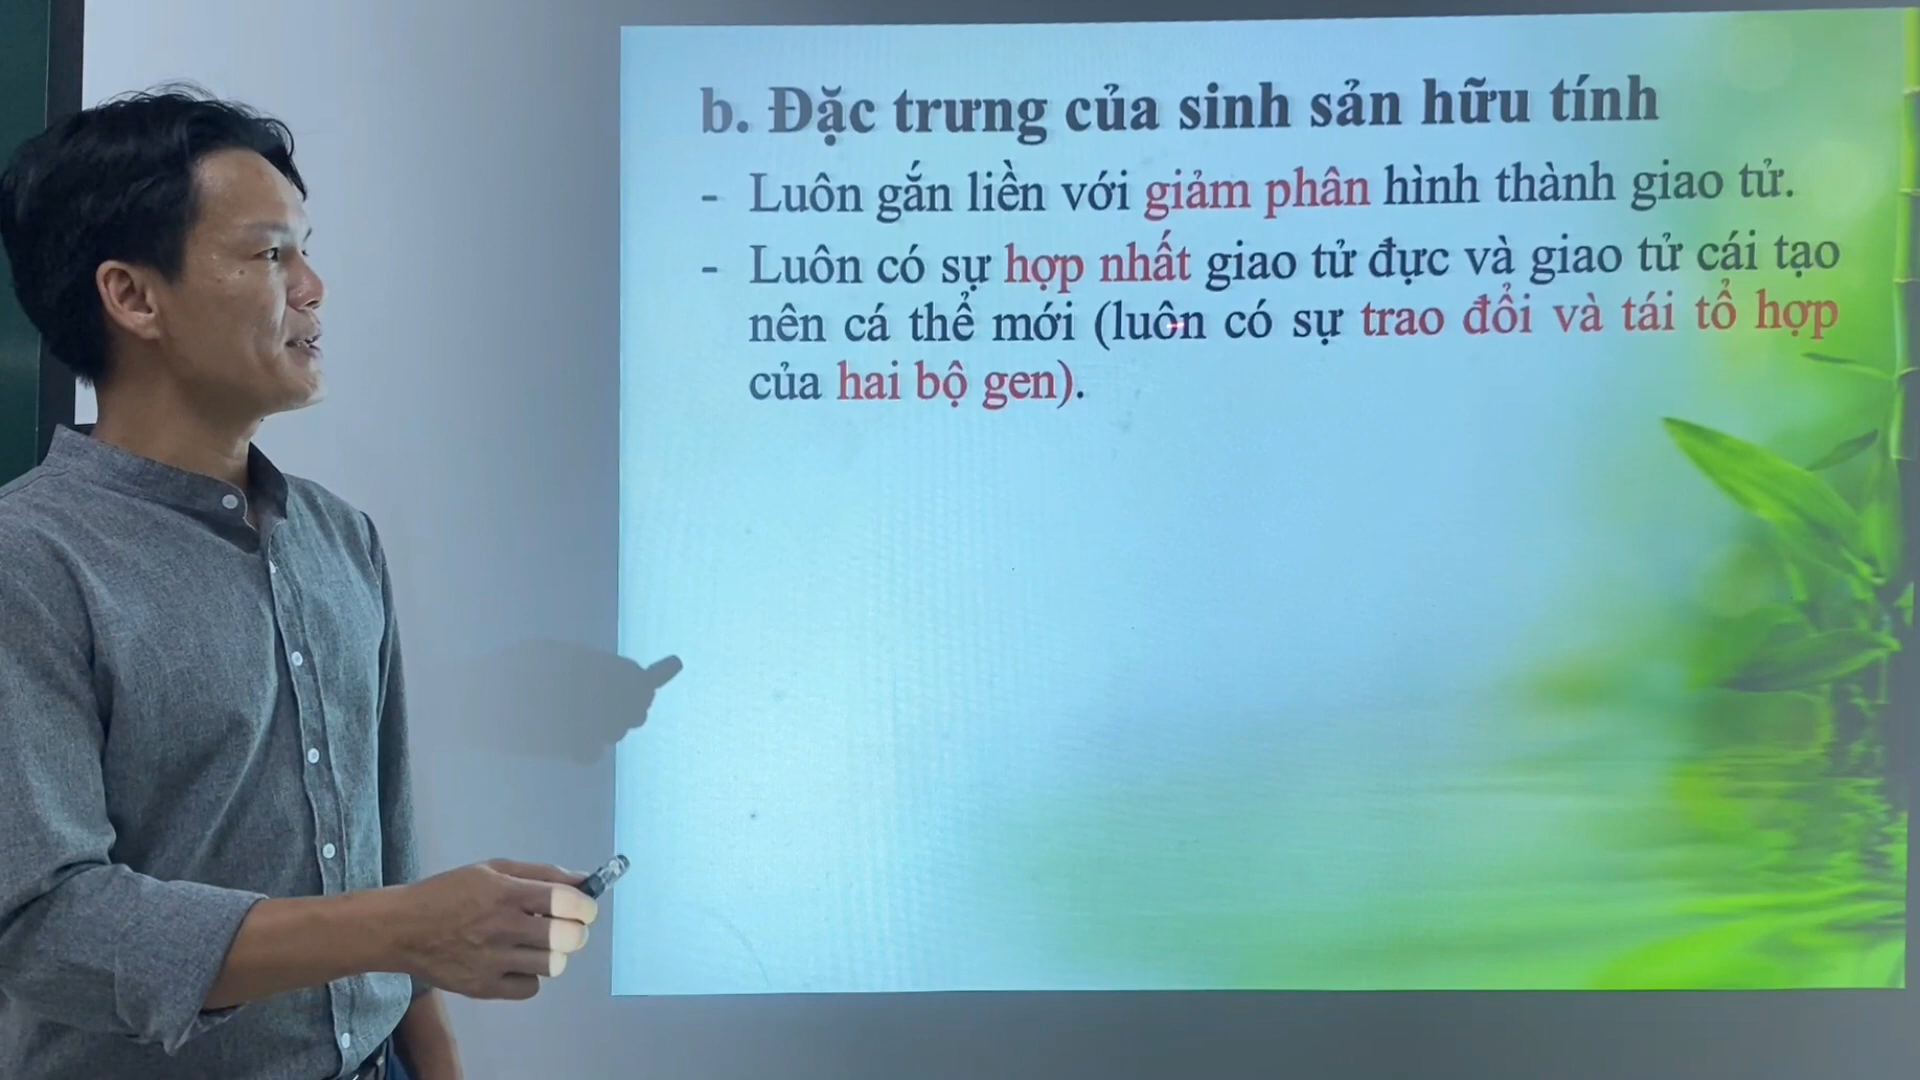 b. Đặc trưng của sinh sản hữu tính
- Luôn gắn liền với giảm phân hình thành giao tử.
- Luôn có sự hợp nhất giao tử đực và giao tử cái tạo
nên cá thể mới (luôn có sự trao đổi và tái tổ hợp
của hai bộ gen).